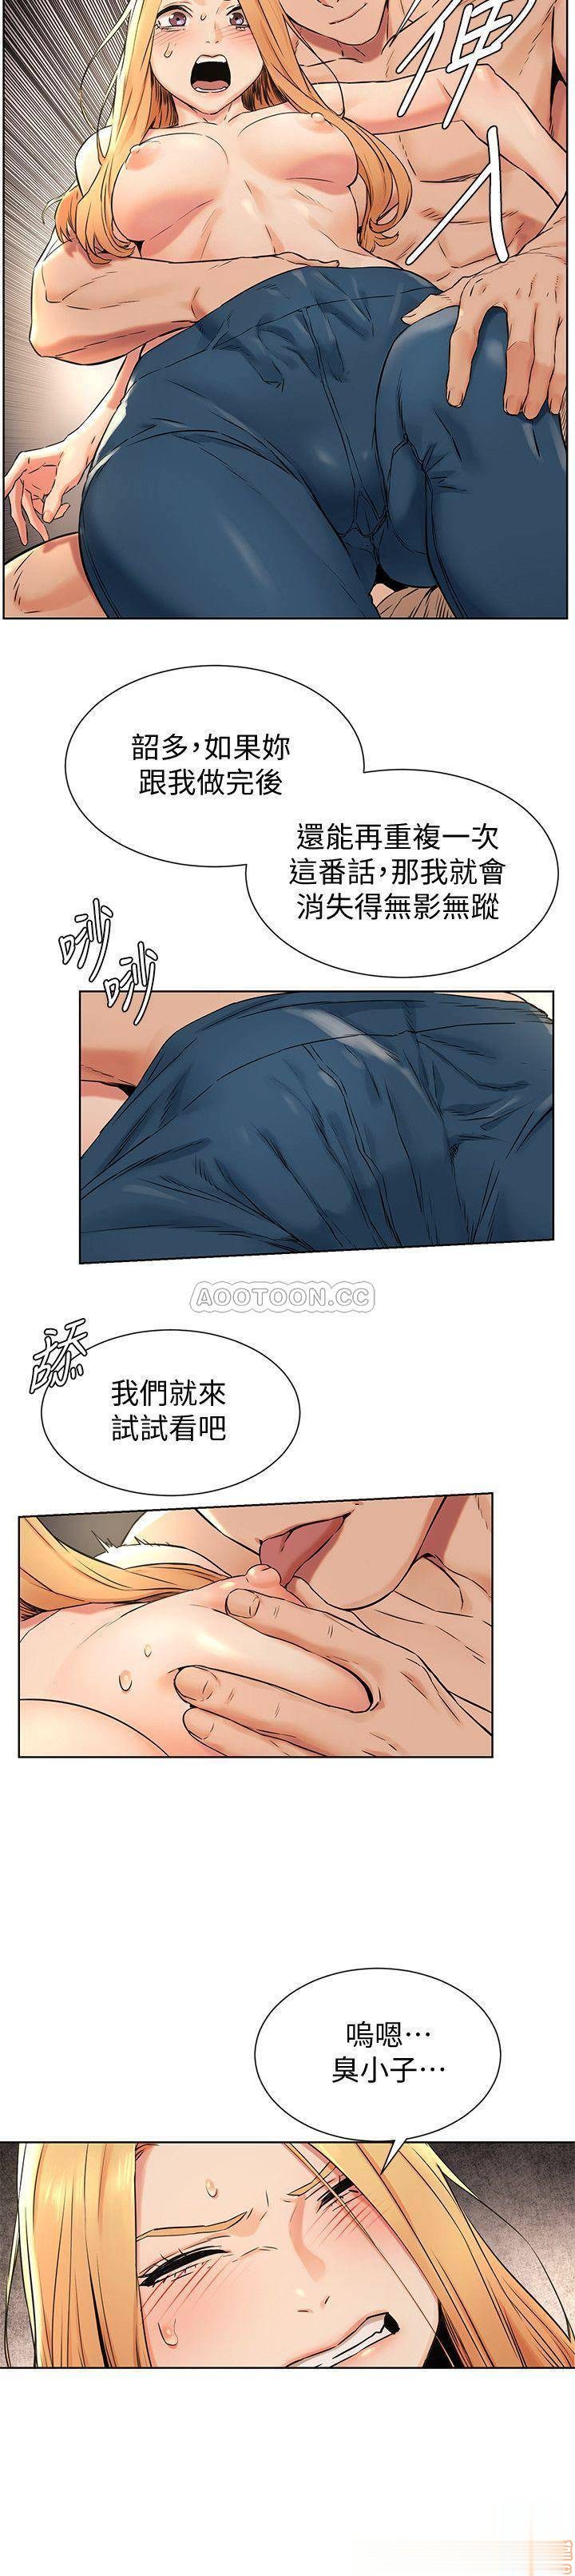 伸
入
韶多，如果妳
跟我做完後
還能再重複一次
這番話，那我就會
消失得無影無蹤
唦
唦
AOOTOON.CC
舔
我們就來
試試看吧
嗚嗯…
臭小子…